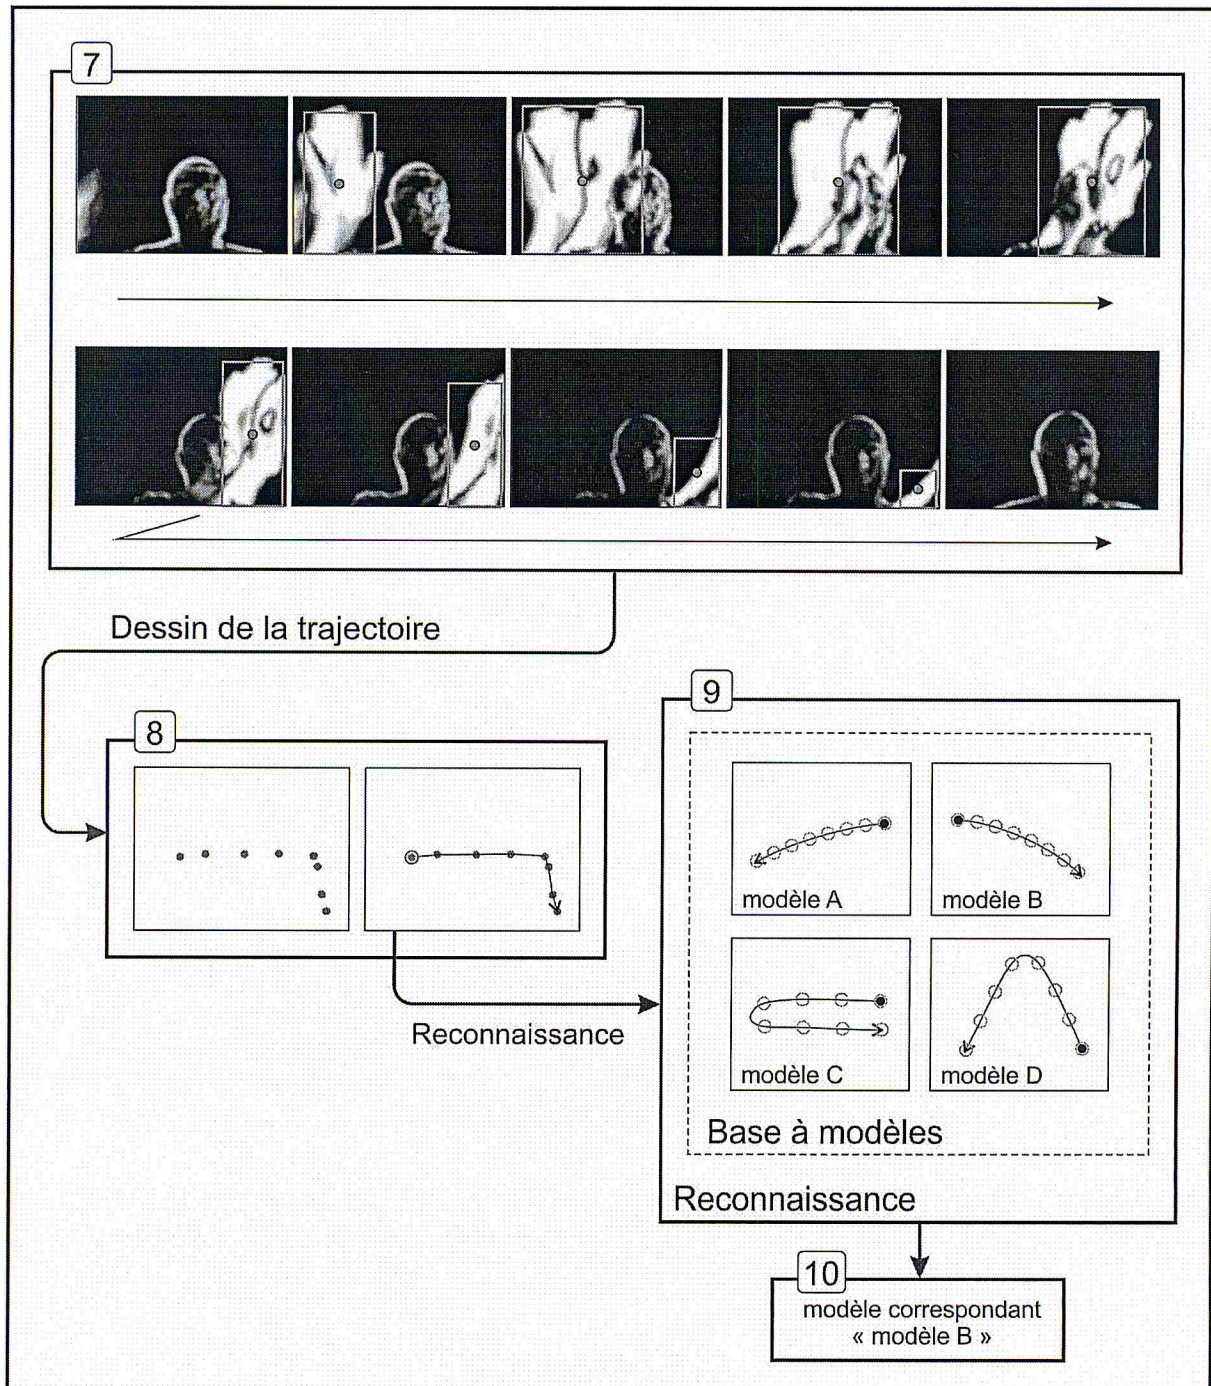 7
Dessin de la trajectoire
8
9
modèle A
modèle B
Reconnaissance
modèle C
modèle D
Base à modèles
Reconnaissance
10
modèle correspondant
« modèle B »